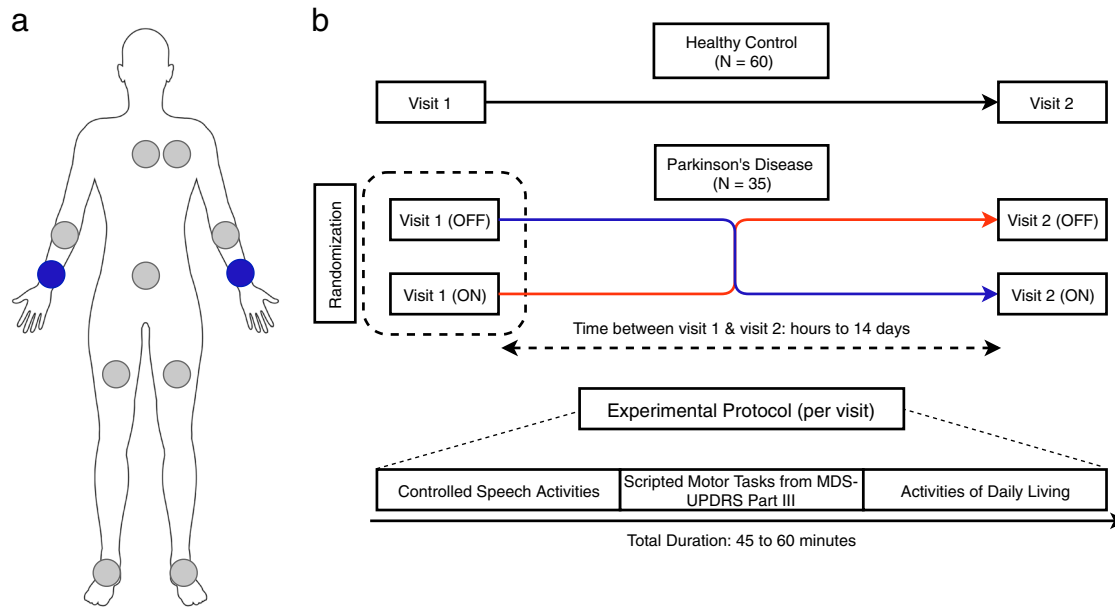 a
b
Healthy Control
(N = 60)
Visit 1
Visit 2
Parkinson's Disease
(N = 35)
Randomization
Visit 1 (OFF)
Visit 2 (OFF)
Visit 1 (ON)
Visit 2 (ON)
Time between visit 1 & visit 2: hours to 14 days
Experimental Protocol (per visit)
Controlled Speech Activities
Scripted Motor Tasks from MDS-
UPDRS Part III
Activities of Daily Living
Total Duration: 45 to 60 minutes